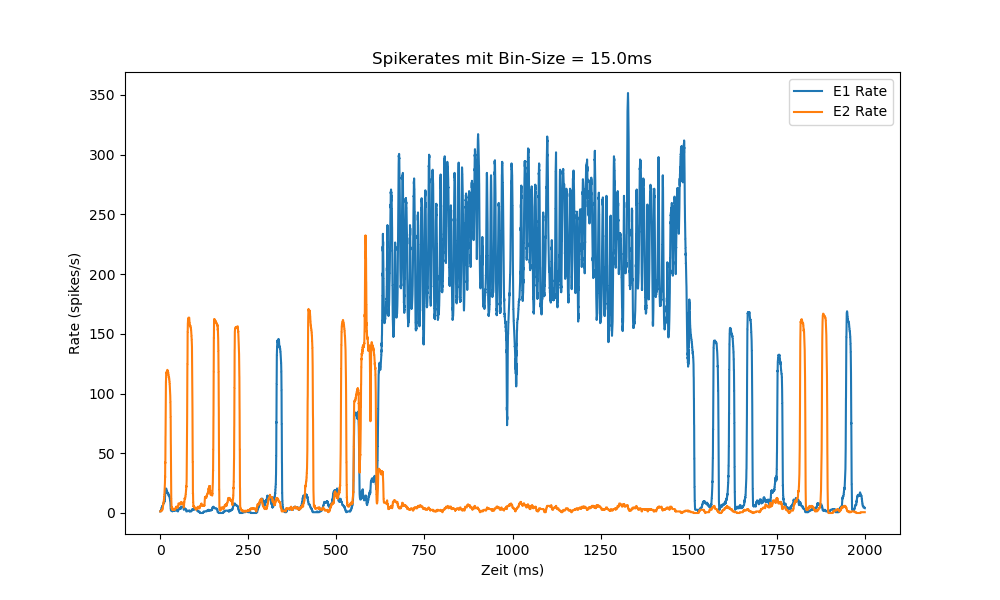 Spikerates mit Bin-Size = 15.0ms
E1 Rate
E2 Rate
Rate (spikes/s)
350
300
250
200
150
100
50
0
0 250 500 750 1000 1250 1500 1750 2000
Zeit (ms)